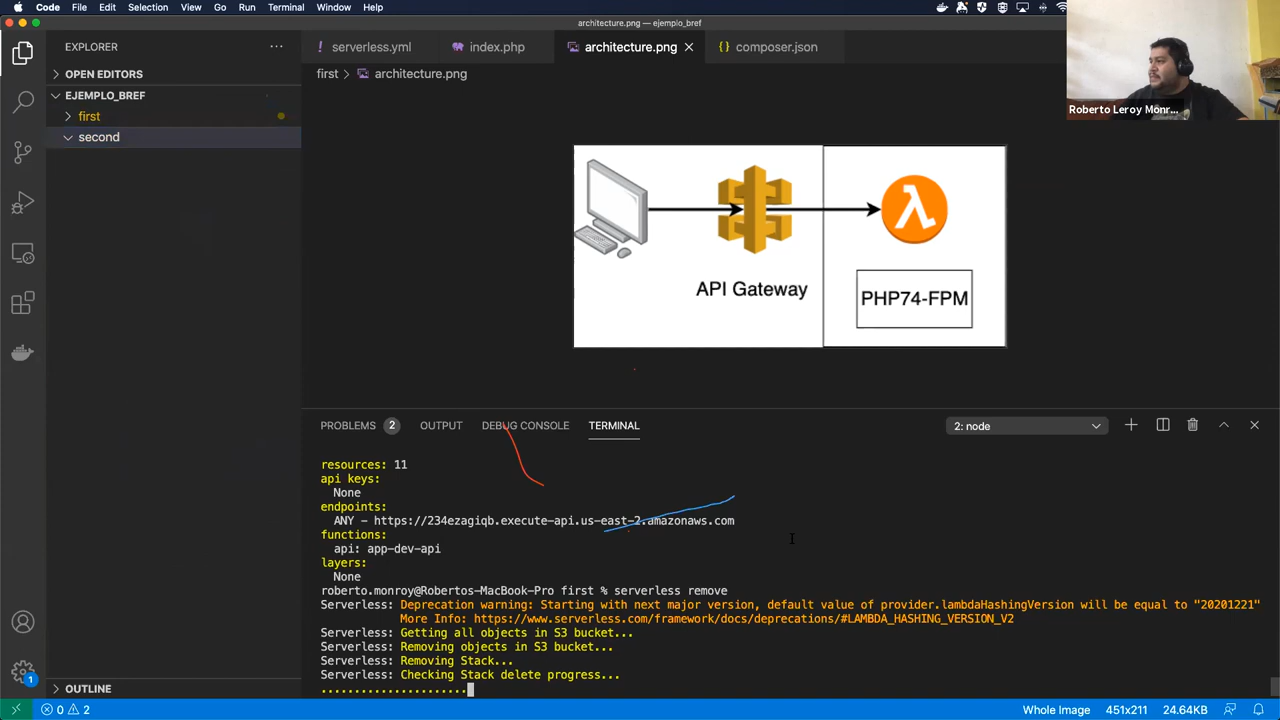 Code File Edit Selection View Go Run Terminal Window Help
architecture.png — ejemplo_bref
EXPLORER
OPEN EDITORS
EJEMPLO_BREF
first
second
OUTLINE
serverless.yml
index.php
architecture.png
{} composer.json
first > architecture.png
Roberto Leroy Monr...
API Gateway
λ
PHP74-FPM
PROBLEMS 2 OUTPUT DEBUG CONSOLE TERMINAL
2: node
resources: 11
api keys:
None
endpoints:
ANY - https://234ezagiqb.execute-api.us-east-2.amazonaws.com
functions:
api: app-dev-api
layers:
None
roberto.monroy@Robertos-MacBook-Pro first % serverless remove
Serverless: Deprecation warning: Starting with next major version, default value of provider.lambdaHashingVersion will be equal to "20201221"
More Info: https://www.serverless.com/framework/docs/deprecations/#LAMBDA_HASHING_VERSION_V2
Serverless: Getting all objects in S3 bucket...
Serverless: Removing objects in S3 bucket...
Serverless: Removing Stack...
Serverless: Checking Stack delete progress...
......................
1
0 2
Whole Image 451x211 24.64KB